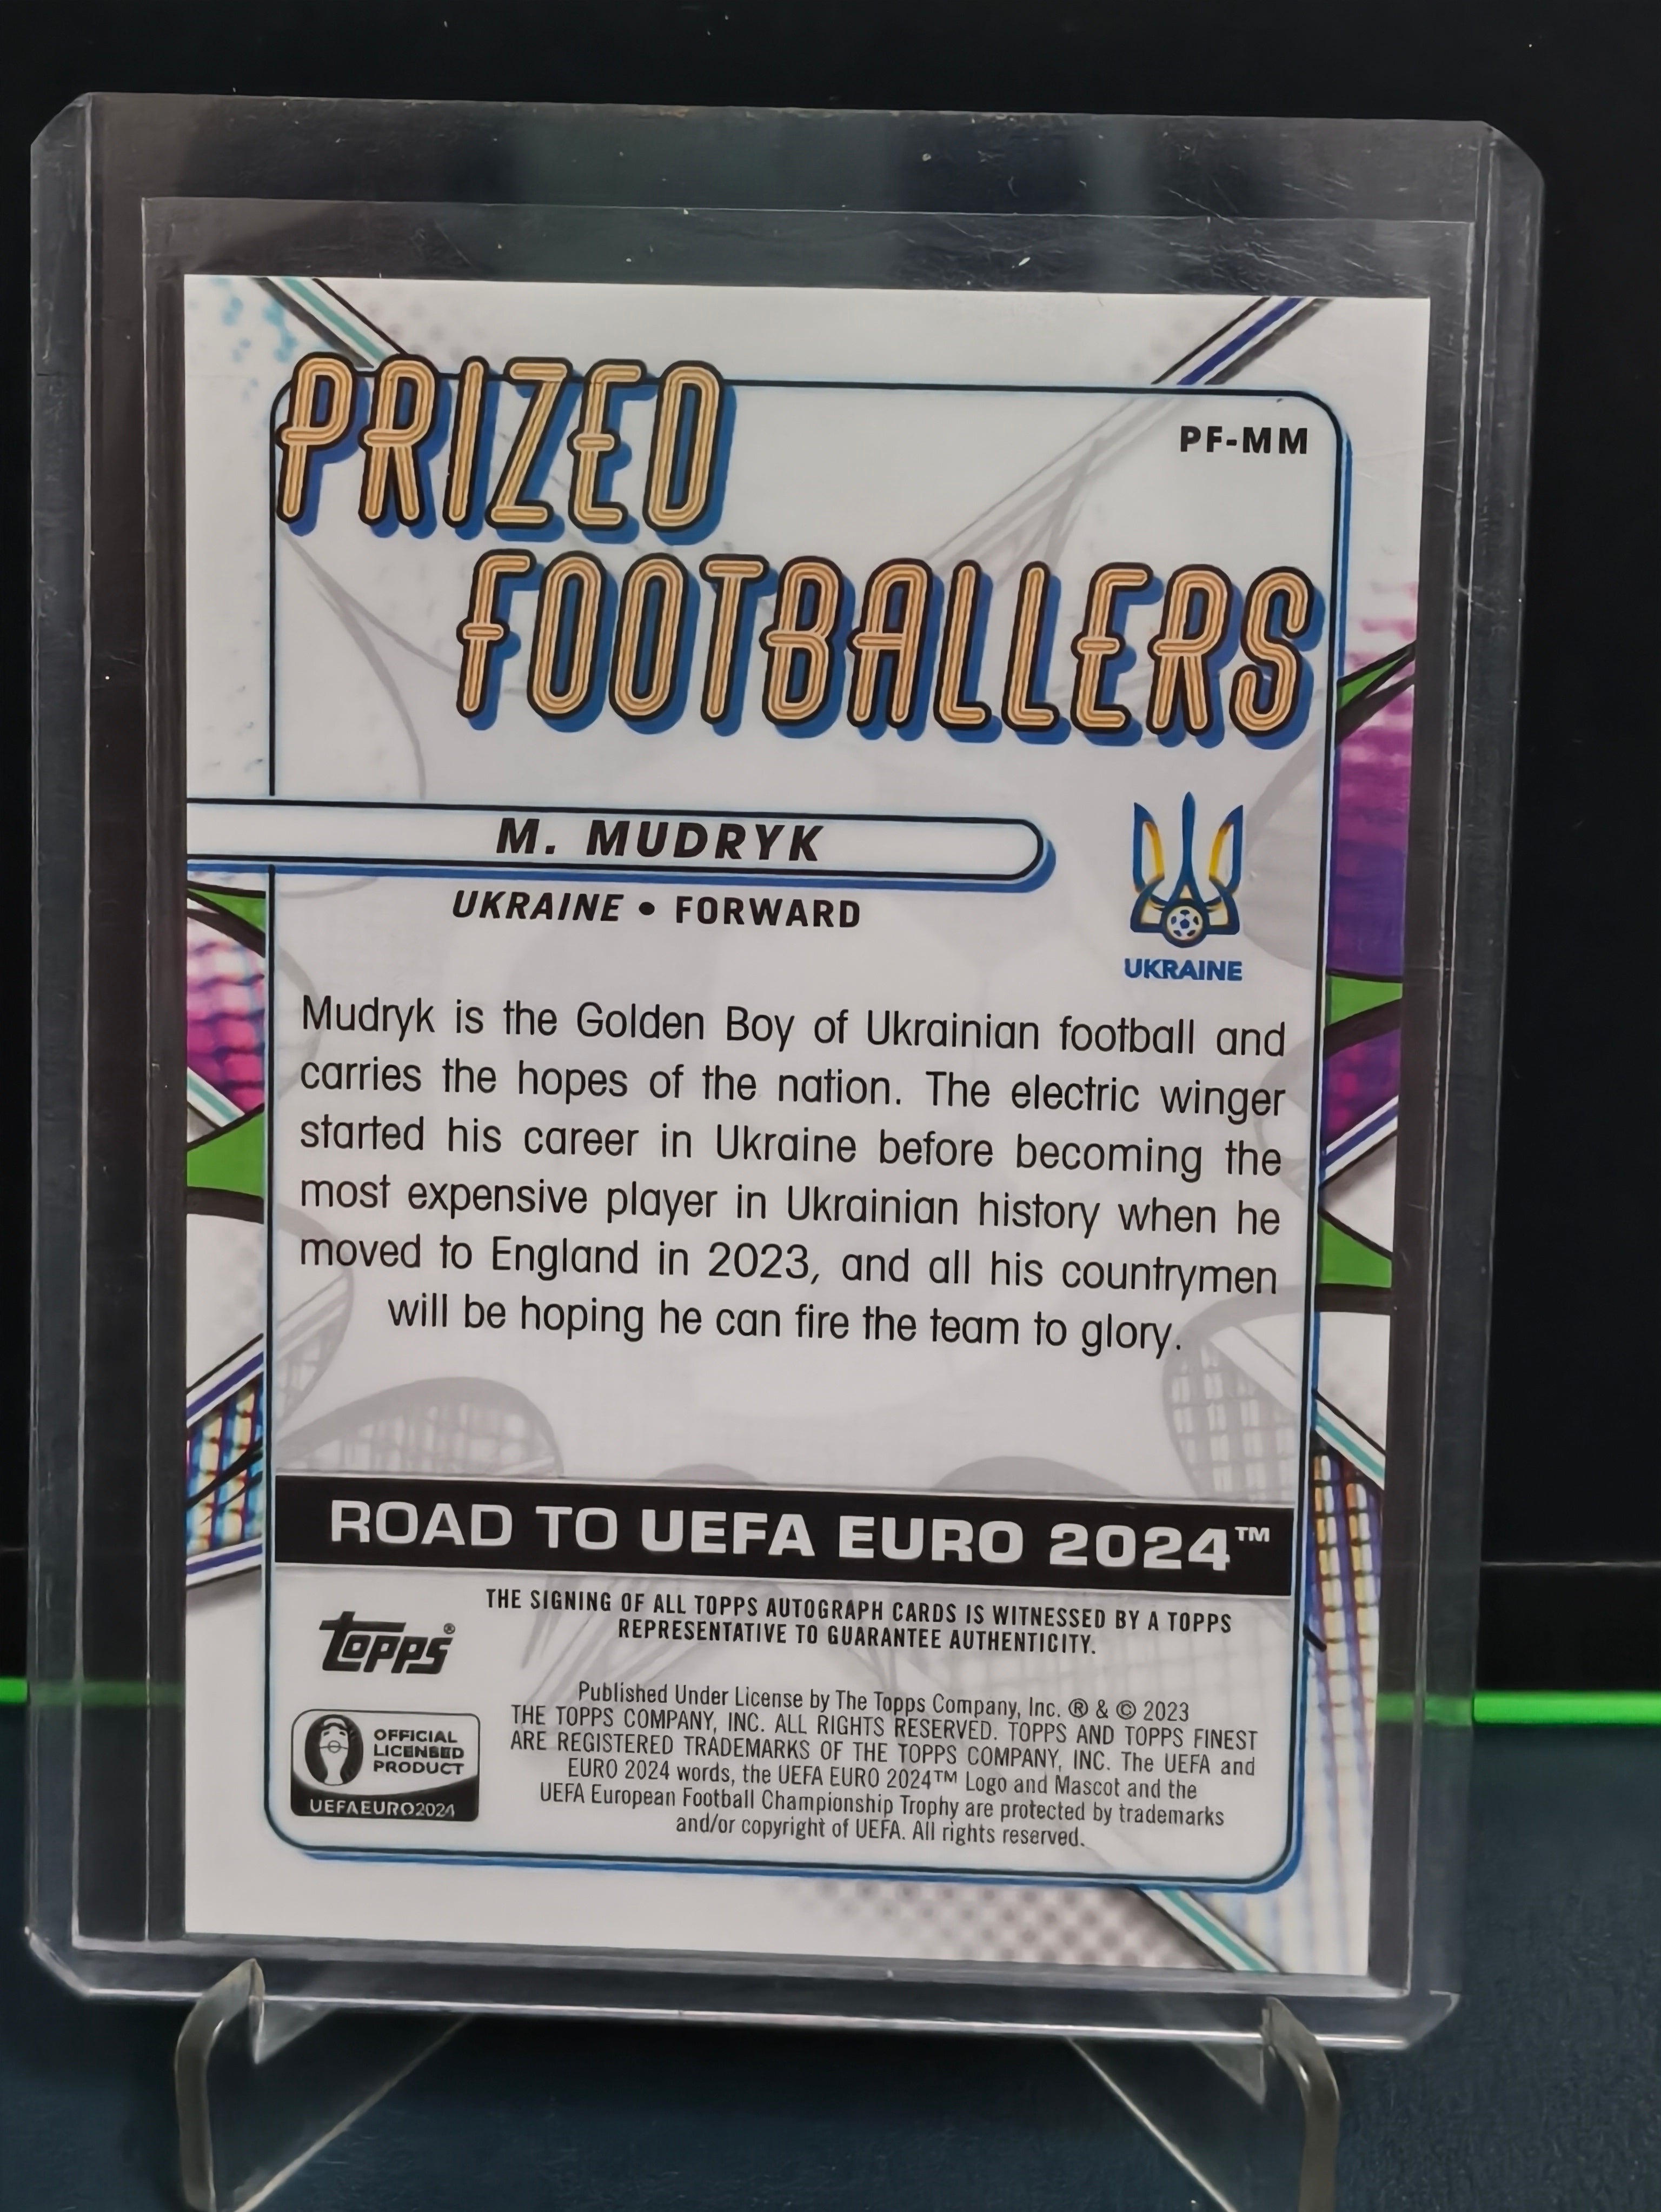 PRIZED
FOOTBALLERS
PF-MM
M. MUDRYK
UKRAINE • FORWARD
UKRAINE
Mudryk is the Golden Boy of Ukrainian football and
carries the hopes of the nation. The electric winger
started his career in Ukraine before becoming the
most expensive player in Ukrainian history when he
moved to England in 2023, and all his countrymen
will be hoping he can fire the team to glory.
ROAD TO UEFA EURO 2024™
THE SIGNING OF ALL TOPPS AUTOGRAPH CARDS IS WITNESSED BY A TOPPS
REPRESENTATIVE TO GUARANTEE AUTHENTICITY.
Topps®
OFFICIAL
LICENSED
PRODUCT
UEFAEURO2024
Published Under License by The Topps Company, Inc. ® & © 2023
THE TOPPS COMPANY, INC. ALL RIGHTS RESERVED. TOPPS AND TOPPS FINEST
ARE REGISTERED TRADEMARKS OF THE TOPPS COMPANY, INC. The UEFA and
EURO 2024 words, the UEFA EURO 2024™ Logo and Mascot and the
UEFA European Football Championship Trophy are protected by trademarks
and/or copyright of UEFA. All rights reserved.